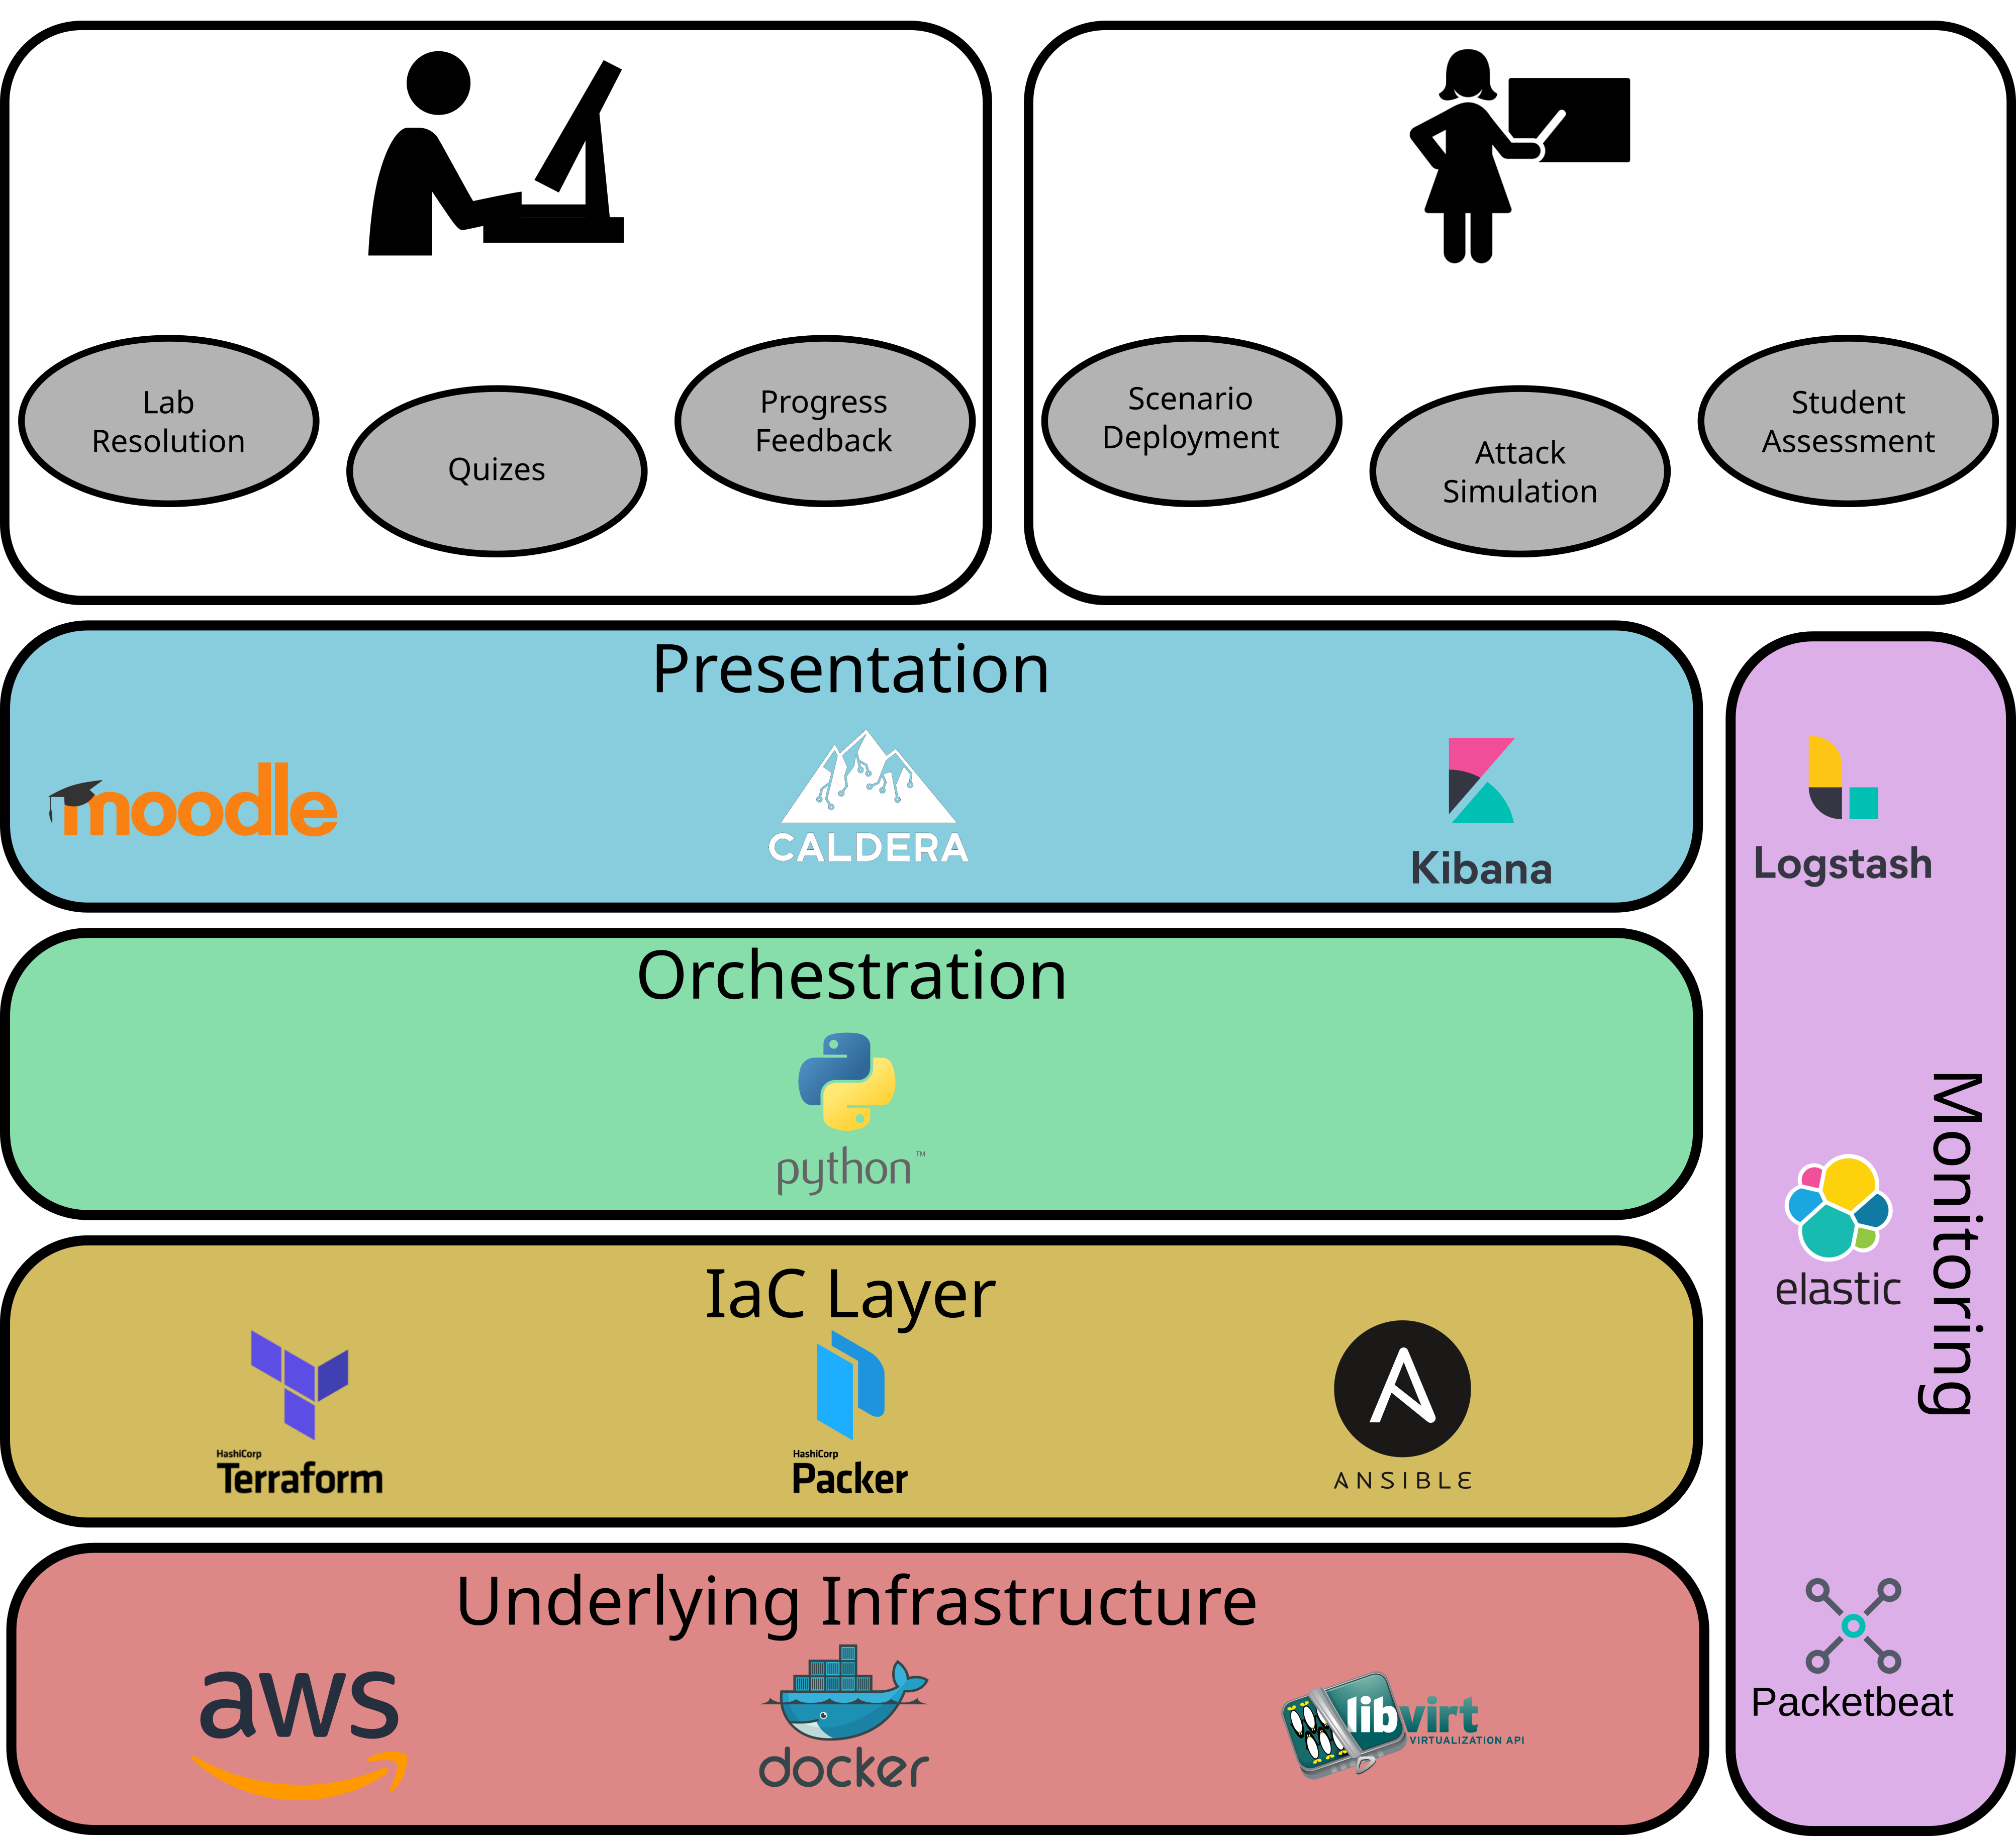 Lab
Resolution
Quizes
Progress
Feedback
Scenario
Deployment
Attack
Simulation
Student
Assessment
Presentation
moodle
CALDERA
Kibana
Orchestration
python™
IaC Layer
HashiCorp
Terraform
HashiCorp
Packer
ANSIBLE
Underlying Infrastructure
aws
docker
libvirt
VIRTUALIZATION API
Monitoring
Logstash
elastic
Packetbeat